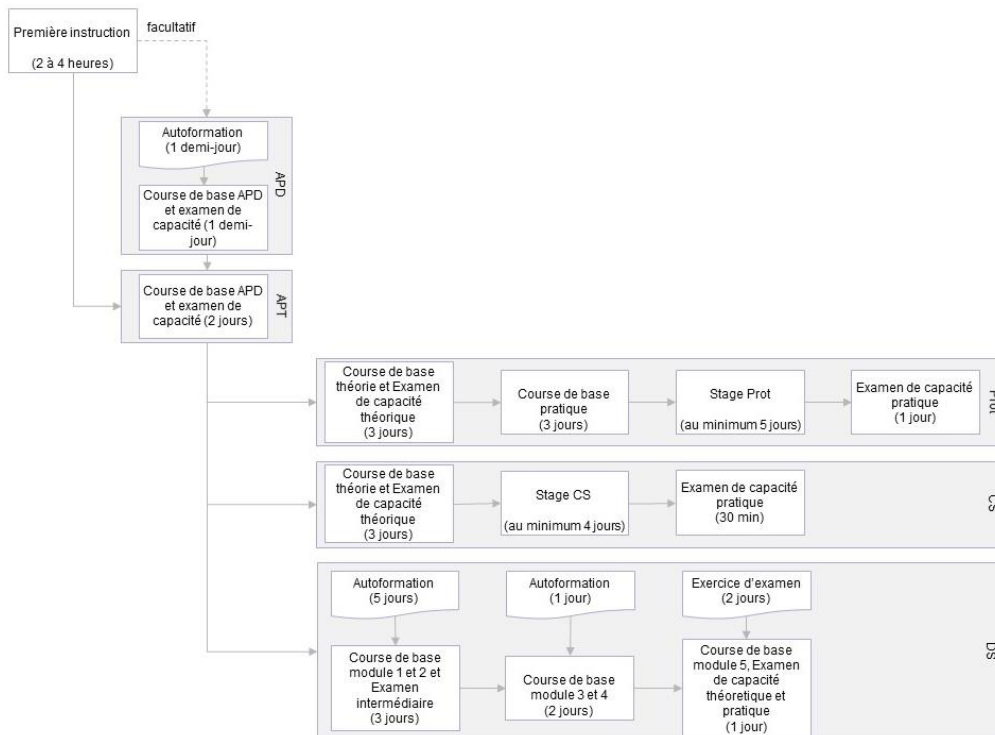 Première instruction
(2 à 4 heures)
facultatif
Autoformation
(1 demi-jour)
Course de base APD
et examen de
capacité (1 demi-
jour)
APD
Course de base APD
et examen de
capacité (2 jours)
APT
Course de base
théorie et Examen
de capacité
théorique
(3 jours)
Course de base
pratique
(3 jours)
Stage Prot
(au minimum 5 jours)
Examen de capacité
pratique
(1 jour)
Prot
Course de base
théorie et Examen
de capacité
théorique
(3 jours)
Stage CS
(au minimum 4 jours)
Examen de capacité
pratique
(30 min)
CS
Autoformation
(5 jours)
Autoformation
(1 jour)
Exercice d'examen
(2 jours)
Course de base
module 1 et 2 et
Examen
intermédiaire
(3 jours)
Course de base
module 3 et 4
(2 jours)
Course de base
module 5, Examen
de capacité
théoretique et
pratique
(1 jour)
DS